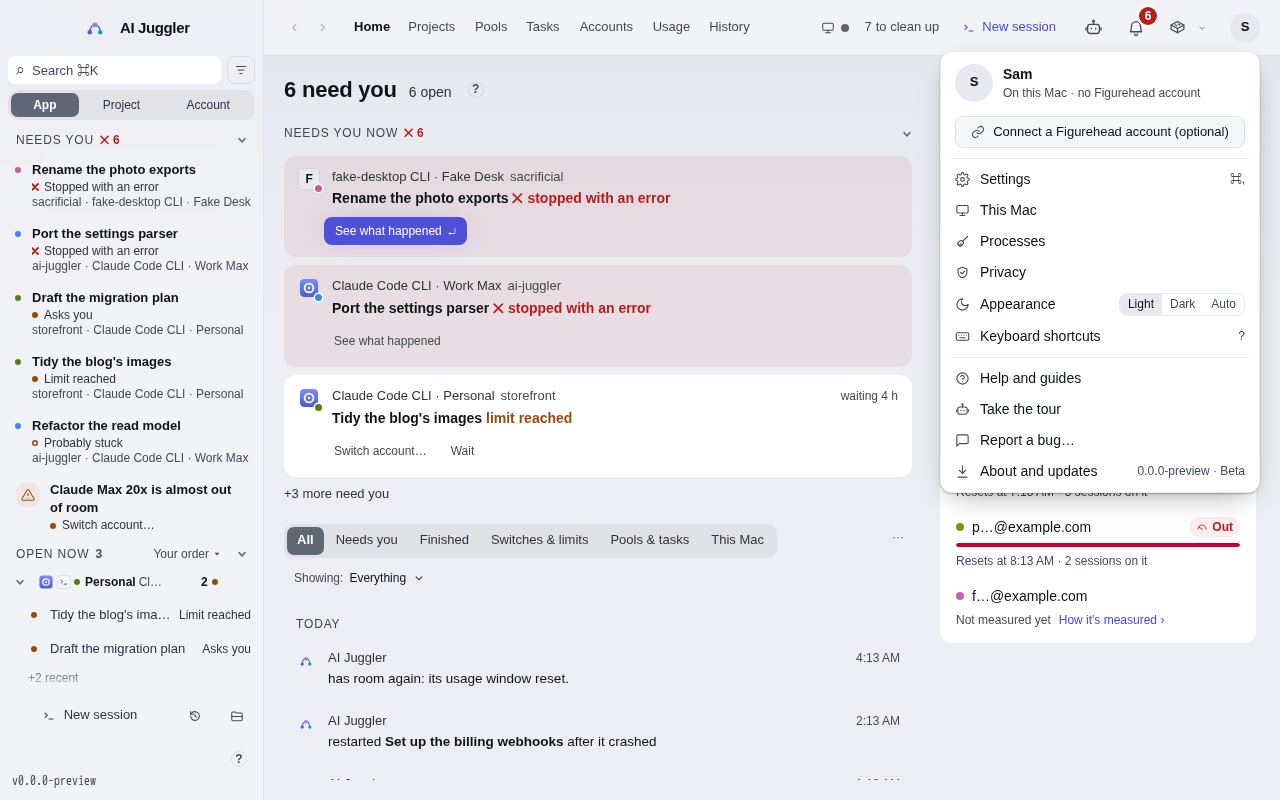 AI Juggler
Search ⌘K
App Project Account
NEEDS YOU 6
Rename the photo exports
Stopped with an error
sacrificial · fake-desktop CLI · Fake Desk
Port the settings parser
Stopped with an error
ai-juggler · Claude Code CLI · Work Max
Draft the migration plan
Asks you
storefront · Claude Code CLI · Personal
Tidy the blog's images
Limit reached
storefront · Claude Code CLI · Personal
Refactor the read model
Probably stuck
ai-juggler · Claude Code CLI · Work Max
Claude Max 20x is almost out
of room
Switch account…
OPEN NOW 3 Your order
Personal Cl… 2
Tidy the blog's ima… Limit reached
Draft the migration plan Asks you
+2 recent
New session
?
v0.0.0-preview
Home Projects Pools Tasks Accounts Usage History
7 to clean up New session 6 S
6 need you 6 open ?
NEEDS YOU NOW 6
F fake-desktop CLI · Fake Desk sacrificial
Rename the photo exports stopped with an error
See what happened
Claude Code CLI · Work Max ai-juggler
Port the settings parser stopped with an error
See what happened
Claude Code CLI · Personal storefront waiting 4 h
Tidy the blog's images limit reached
Switch account… Wait
+3 more need you
All Needs you Finished Switches & limits Pools & tasks This Mac …
Showing: Everything
TODAY
AI Juggler 4:13 AM
has room again: its usage window reset.
AI Juggler 2:13 AM
restarted Set up the billing webhooks after it crashed
S Sam
On this Mac · no Figurehead account
Connect a Figurehead account (optional)
Settings ⌘,
This Mac
Processes
Privacy
Appearance Light Dark Auto
Keyboard shortcuts ?
Help and guides
Take the tour
Report a bug…
About and updates 0.0.0-preview · Beta
p…@example.com Out
Resets at 8:13 AM · 2 sessions on it
f…@example.com
Not measured yet How it's measured ›